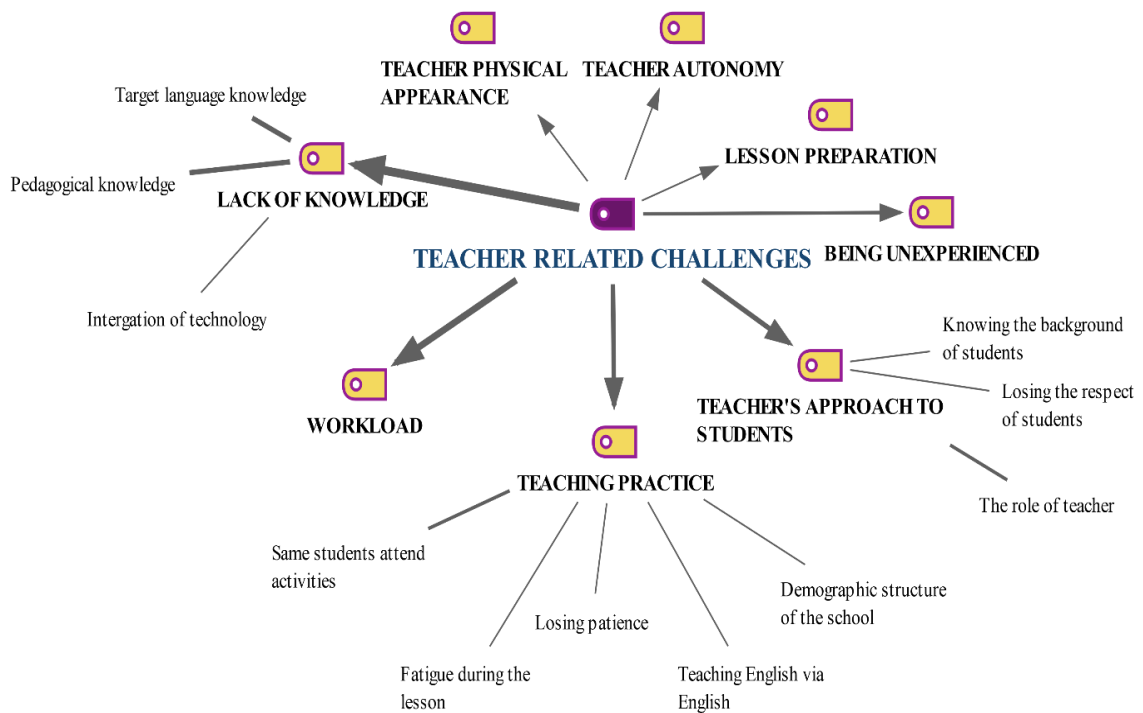 TEACHER PHYSICAL
APPEARANCE
TEACHER AUTONOMY
Target language knowledge
LESSON PREPARATION
Pedagogical knowledge
LACK OF KNOWLEDGE
TEACHER RELATED CHALLENGES
BEING UNEXPERIENCED
Intergation of technology
Knowing the background
of students
Losing the respect
of students
WORKLOAD
TEACHER'S APPROACH TO
STUDENTS
TEACHING PRACTICE
The role of teacher
Same students attend
activities
Demographic structure
of the school
Losing patience
Fatigue during the
lesson
Teaching English via
English